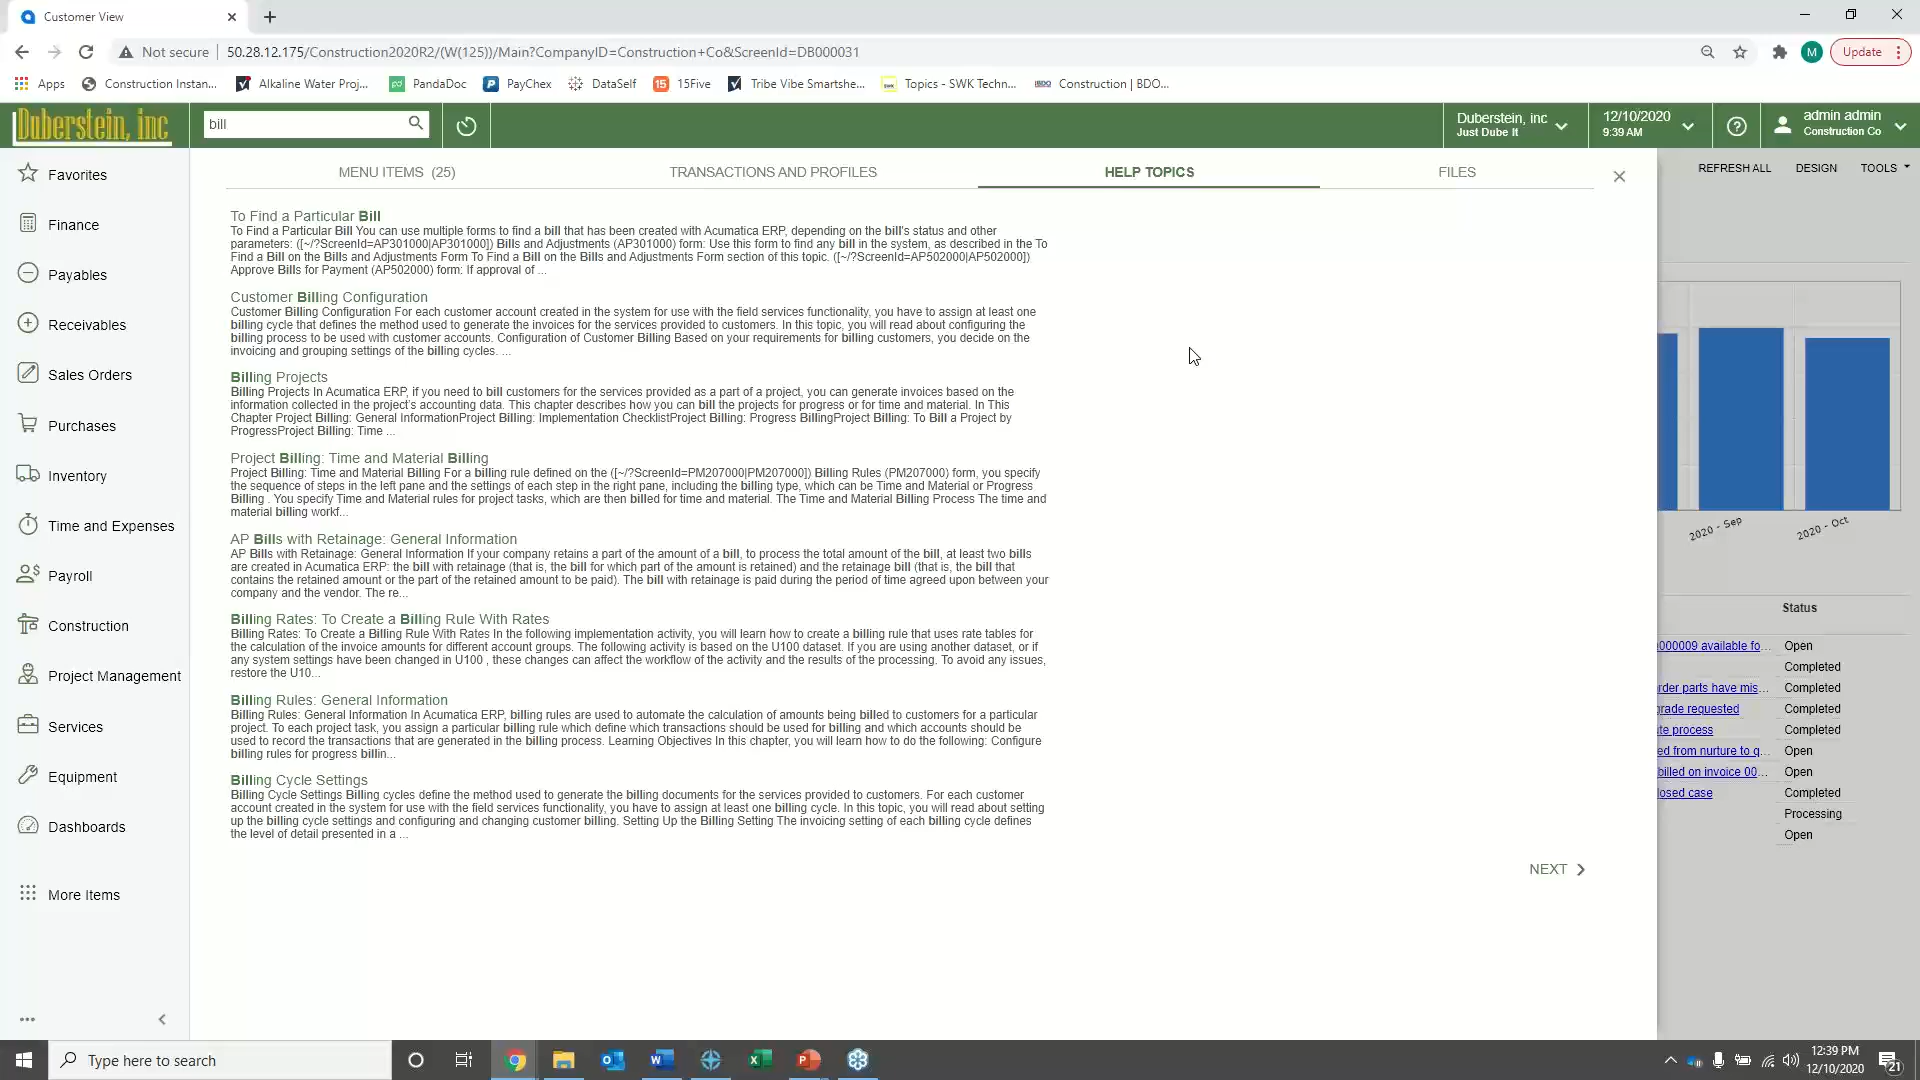 Customer View
Not secure
50.28.12.175/Construction2020R2/(W(125))/Main?CompanyID=Construction+Co&ScreenId=DB000031
M
Update
Apps
Construction Instan...
Alkaline Water Proj...
PandaDoc
PayChex
DataSelf
15
15Five
Tribe Vibe Smartshe...
Topics - SWK Techn...
Construction | BDO...
Duberstein, inc
bill
Duberstein, inc
Just Dube It
12/10/2020
9:39 AM
admin admin
Construction Co
Favorites
Finance
Payables
Receivables
Sales Orders
Purchases
Inventory
Time and Expenses
Payroll
Construction
Project Management
Services
Equipment
Dashboards
More Items
MENU ITEMS (25)
TRANSACTIONS AND PROFILES
HELP TOPICS
FILES
To Find a Particular Bill
To Find a Particular Bill You can use multiple forms to find a bill that has been created with Acumatica ERP, depending on the bill's status and other
parameters: ([~/?ScreenId=AP301000|AP301000]) Bills and Adjustments (AP301000) form: Use this form to find any bill in the system, as described in the To
Find a Bill on the Bills and Adjustments Form To Find a Bill on the Bills and Adjustments Form section of this topic. ([~/?ScreenId=AP502000|AP502000])
Approve Bills for Payment (AP502000) form: If approval of ...
Customer Billing Configuration
Customer Billing Configuration For each customer account created in the system for use with the field services functionality, you have to assign at least one
billing cycle that defines the method used to generate the invoices for the services provided to customers. In this topic, you will read about configuring the
billing process to be used with customer accounts. Configuration of Customer Billing Based on your requirements for billing customers, you decide on the
invoicing and grouping settings of the billing cycles. ...
Billing Projects
Billing Projects In Acumatica ERP, if you need to bill customers for the services provided as a part of a project, you can generate invoices based on the
information collected in the project's accounting data. This chapter describes how you can bill the projects for progress or for time and material. In This
Chapter Project Billing: General InformationProject Billing: Implementation ChecklistProject Billing: Progress BillingProject Billing: To Bill a Project by
ProgressProject Billing: Time ...
Project Billing: Time and Material Billing
Project Billing: Time and Material Billing For a billing rule defined on the ([~/?ScreenId=PM207000|PM207000]) Billing Rules (PM207000) form, you specify
the sequence of steps in the left pane and the settings of each step in the right pane, including the billing type, which can be Time and Material or Progress
Billing . You specify Time and Material rules for project tasks, which are then billed for time and material. The Time and Material Billing Process The time and
material billing workf...
AP Bills with Retainage: General Information
AP Bills with Retainage: General Information If your company retains a part of the amount of a bill, to process the total amount of the bill, at least two bills
are created in Acumatica ERP: the bill with retainage (that is, the bill for which part of the amount is retained) and the retainage bill (that is, the bill that
contains the retained amount or the part of the retained amount to be paid). The bill with retainage is paid during the period of time agreed upon between your
company and the vendor. The re...
Billing Rates: To Create a Billing Rule With Rates
Billing Rates: To Create a Billing Rule With Rates In the following implementation activity, you will learn how to create a billing rule that uses rate tables for
the calculation of the invoice amounts for different account groups. The following activity is based on the U100 dataset. If you are using another dataset, or if
any system settings have been changed in U100 , these changes can affect the workflow of the activity and the results of the processing. To avoid any issues,
restore the U10...
Billing Rules: General Information
Billing Rules: General Information In Acumatica ERP, billing rules are used to automate the calculation of amounts being billed to customers for a particular
project. To each project task, you assign a particular billing rule which define which transactions should be used for billing and which accounts should be
used to record the transactions that are generated in the billing process. Learning Objectives In this chapter, you will learn how to do the following: Configure
billing rules for progress billin...
Billing Cycle Settings
Billing Cycle Settings Billing cycles define the method used to generate the billing documents for the services provided to customers. For each customer
account created in the system for use with the field services functionality, you have to assign at least one billing cycle. In this topic, you will read about setting
up the billing cycle settings and configuring and changing customer billing. Setting Up the Billing Setting The invoicing setting of each billing cycle defines
the level of detail presented in a ...
NEXT
REFRESH ALL
DESIGN
TOOLS
2020 - Sep
2020 - Oct
Status
000009 available fo...
Open
Completed
rder parts have mis...
Completed
grade requested
Completed
te process
Completed
ed from nurture to q...
Open
billed on invoice 00...
Open
losed case
Completed
Processing
Open
Type here to search
12:39 PM
12/10/2020
21